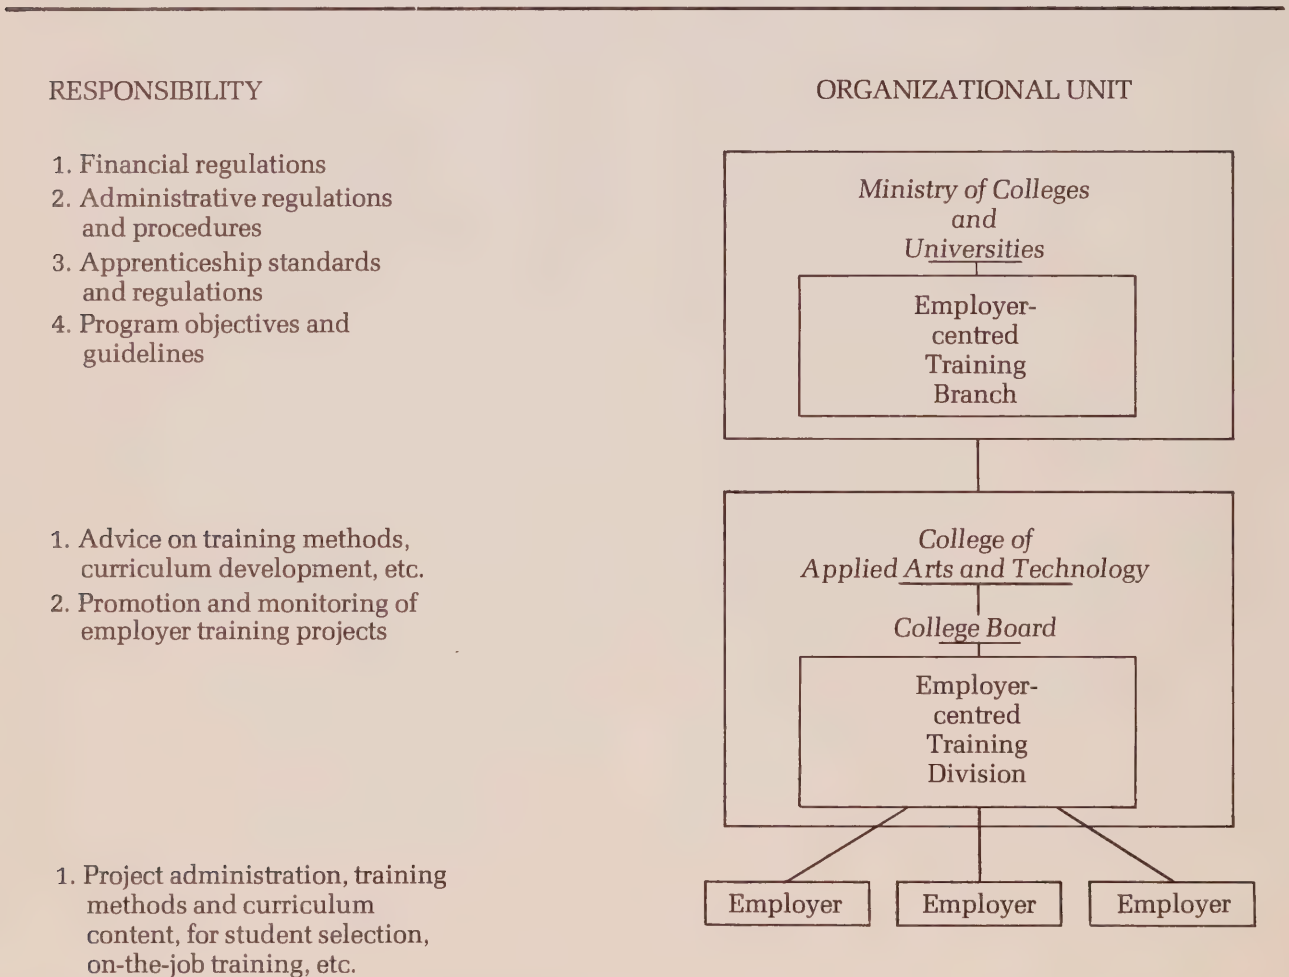 RESPONSIBILITY
ORGANIZATIONAL UNIT
1. Financial regulations
2. Administrative regulations
and procedures
3. Apprenticeship standards
and regulations
4. Program objectives and
guidelines
Ministry of Colleges
and
Universities
Employer-
centred
Training
Branch
1. Advice on training methods,
curriculum development, etc.
2. Promotion and monitoring of
employer training projects
College of
Applied Arts and Technology
College Board
Employer-
centred
Training
Division
1. Project administration, training
methods and curriculum
content, for student selection,
on-the-job training, etc.
Employer
Employer
Employer